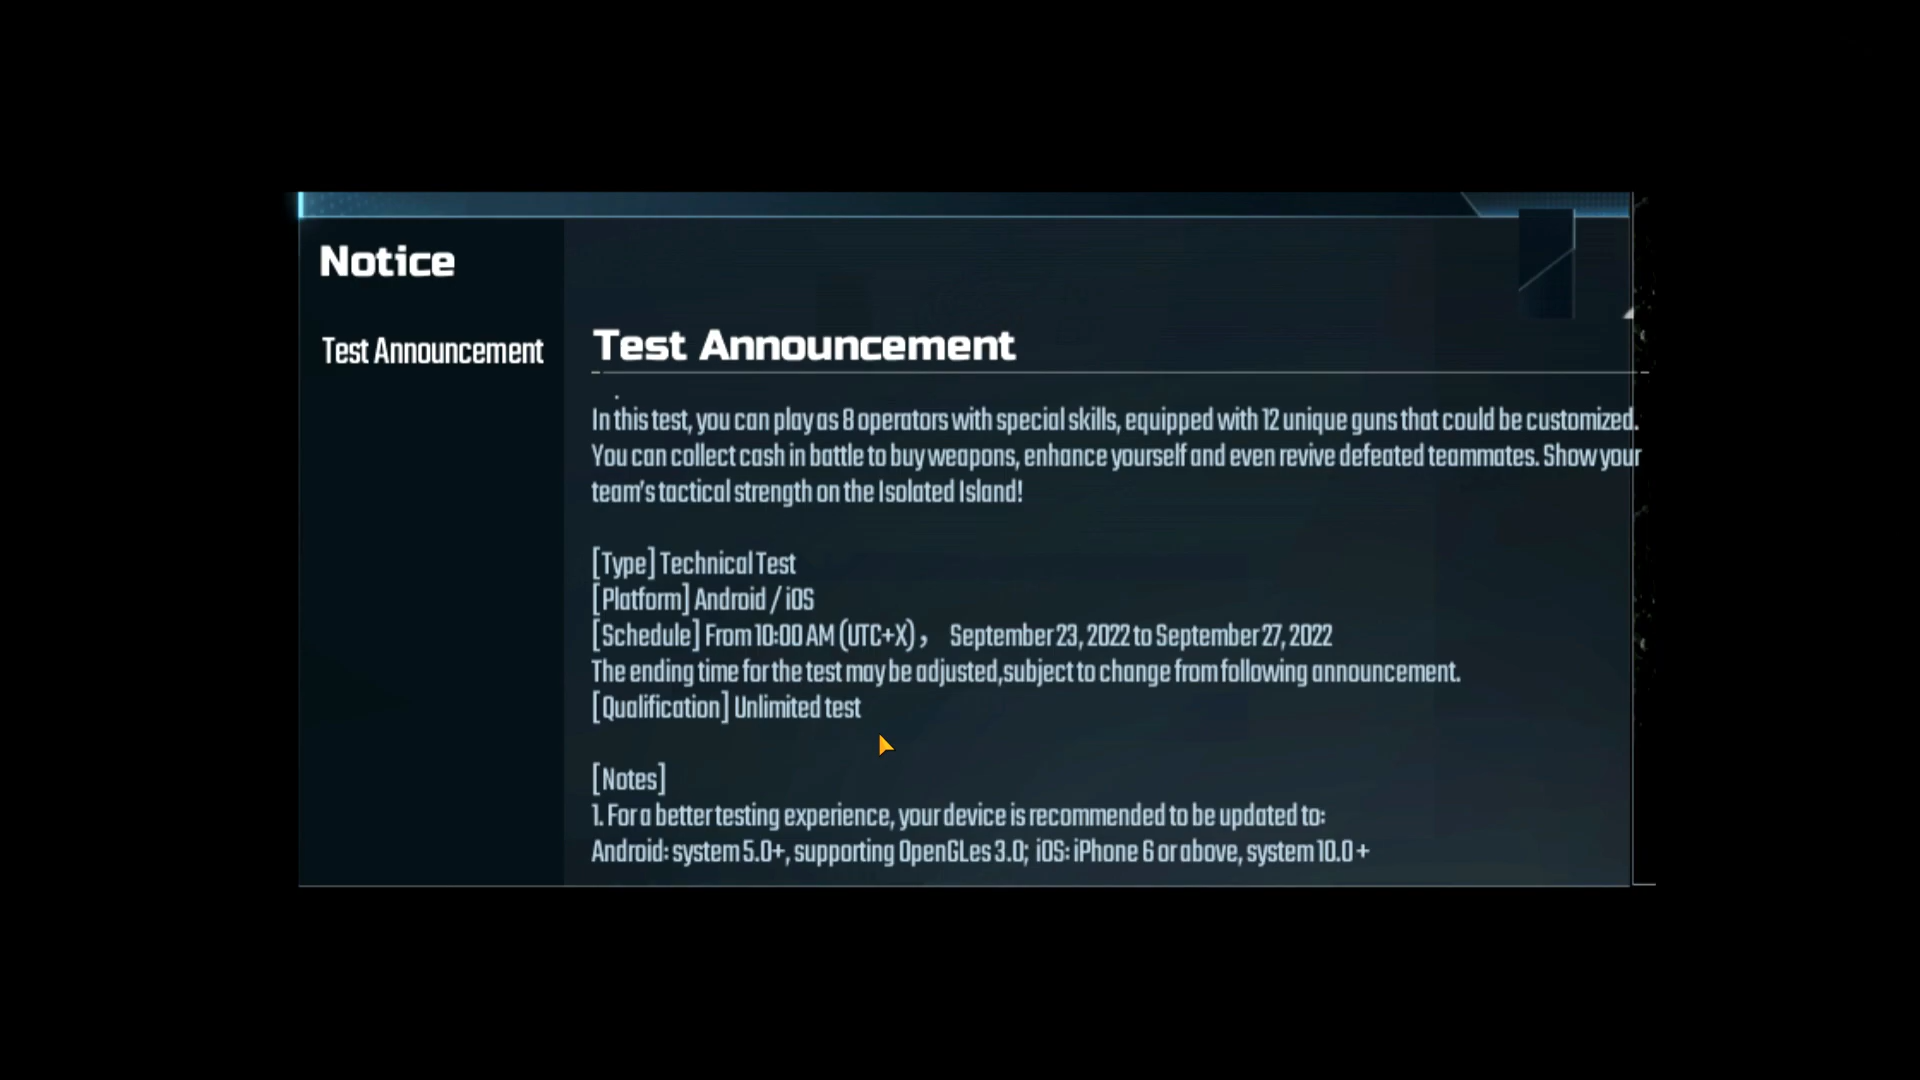 Notice
Test Announcement
Test Announcement
In this test, you can play as 8 operators with special skills, equipped with 12 unique guns that could be customized.
You can collect cash in battle to buy weapons, enhance yourself and even revive defeated teammates. Show your
team's tactical strength on the Isolated Island!
[Type] Technical Test
[Platform] Android / iOS
[Schedule] From 10:00 AM (UTC+X)， September 23, 2022 to September 27, 2022
The ending time for the test may be adjusted,subject to change from following announcement.
[Qualification] Unlimited test
[Notes]
1. For a better testing experience, your device is recommended to be updated to:
Android: system 5.0+, supporting OpenGLes 3.0; iOS: iPhone 6 or above, system 10.0 +